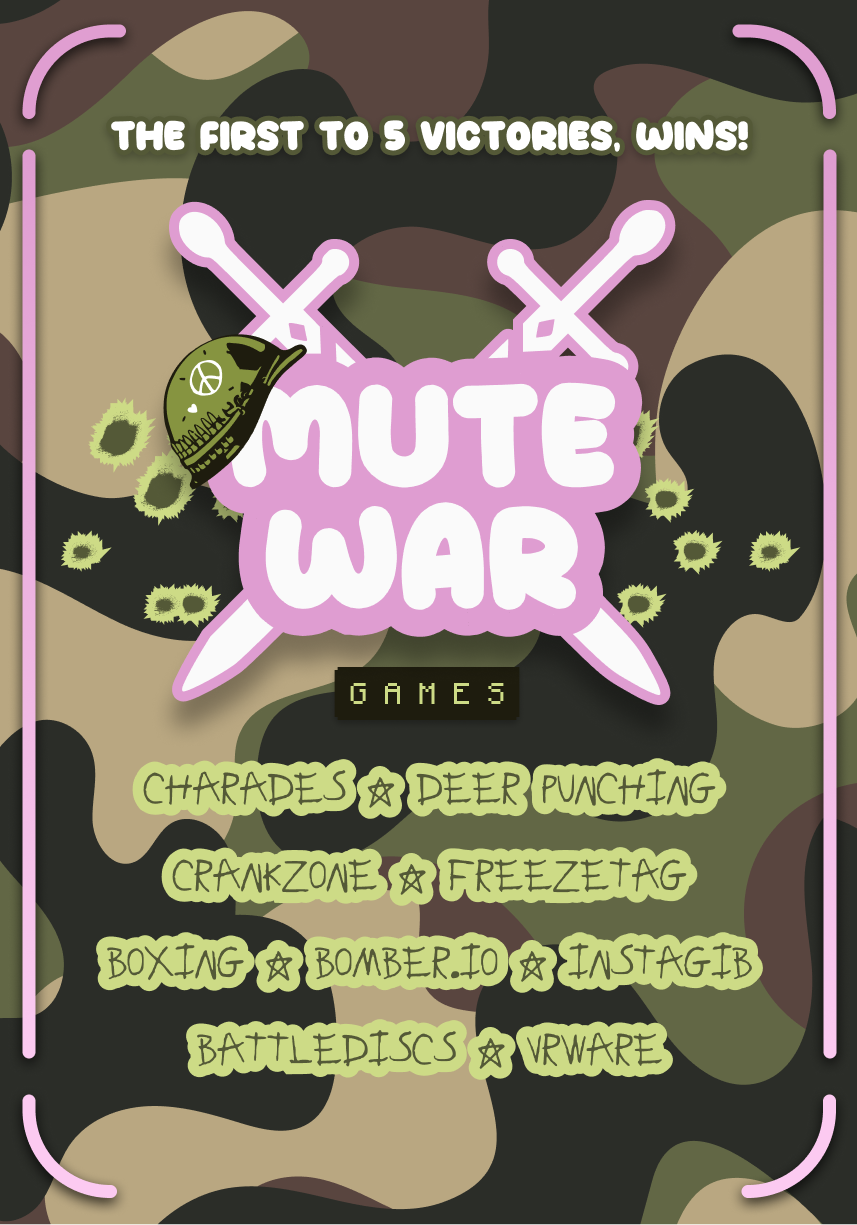 THE FIRST TO 5 VICTORIES, WINS!
MUTE
WAR
GAMES
CHARADES ☆ DEER PUNCHING
CRANKZONE ☆ FREEZETAG
BOXING ☆ BOMBER.IO ☆ INSTAGIB
BATTLEDISCS ☆ VRWARE